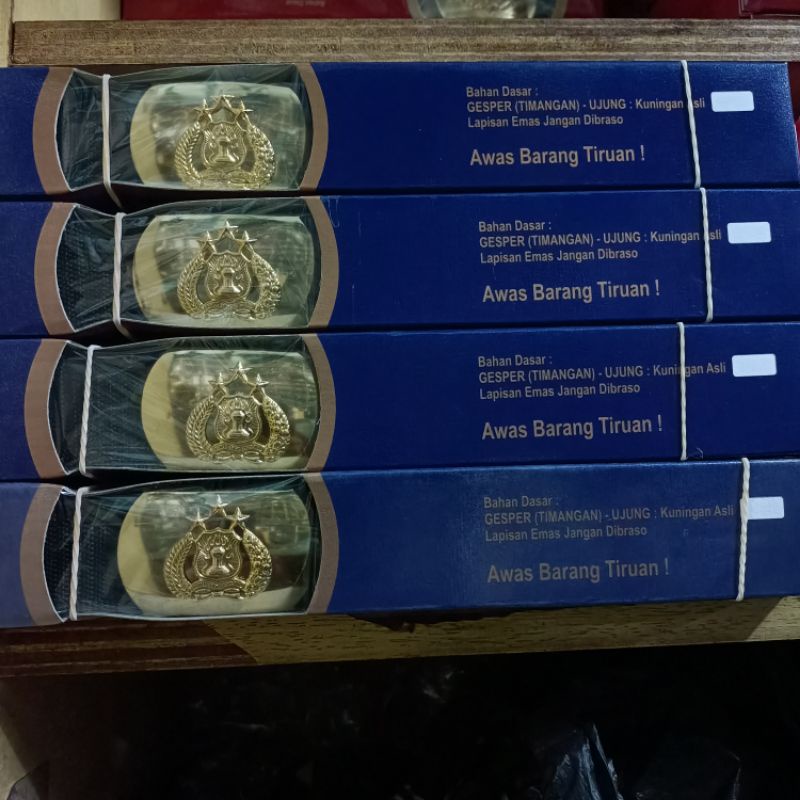 Bahan Dasar :
GESPER (TIMANGAN) - UJUNG : Kuningan Asli
Lapisan Emas Jangan Dibraso
Awas Barang Tiruan !
Bahan Dasar :
GESPER (TIMANGAN) - UJUNG : Kuningan Asli
Lapisan Emas Jangan Dibraso
Awas Barang Tiruan !
Bahan Dasar :
GESPER (TIMANGAN) - UJUNG : Kuningan Asli
Lapisan Emas Jangan Dibraso
Awas Barang Tiruan !
Bahan Dasar :
GESPER (TIMANGAN) - UJUNG : Kuningan Asli
Lapisan Emas Jangan Dibraso
Awas Barang Tiruan !